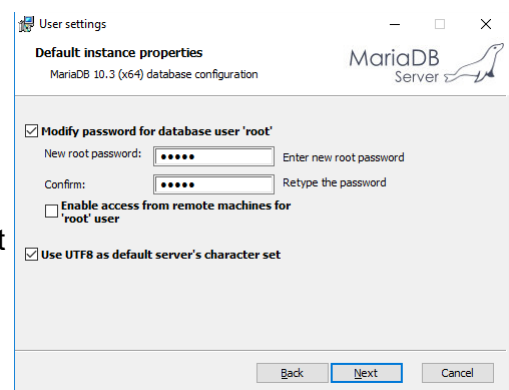 User settings
Default instance properties
MariaDB 10.3 (x64) database configuration
MariaDB
Server
Modify password for database user 'root'
New root password: ••••• Enter new root password
Confirm: ••••• Retype the password
Enable access from remote machines for
'root' user
t
Use UTF8 as default server's character set
Back Next Cancel